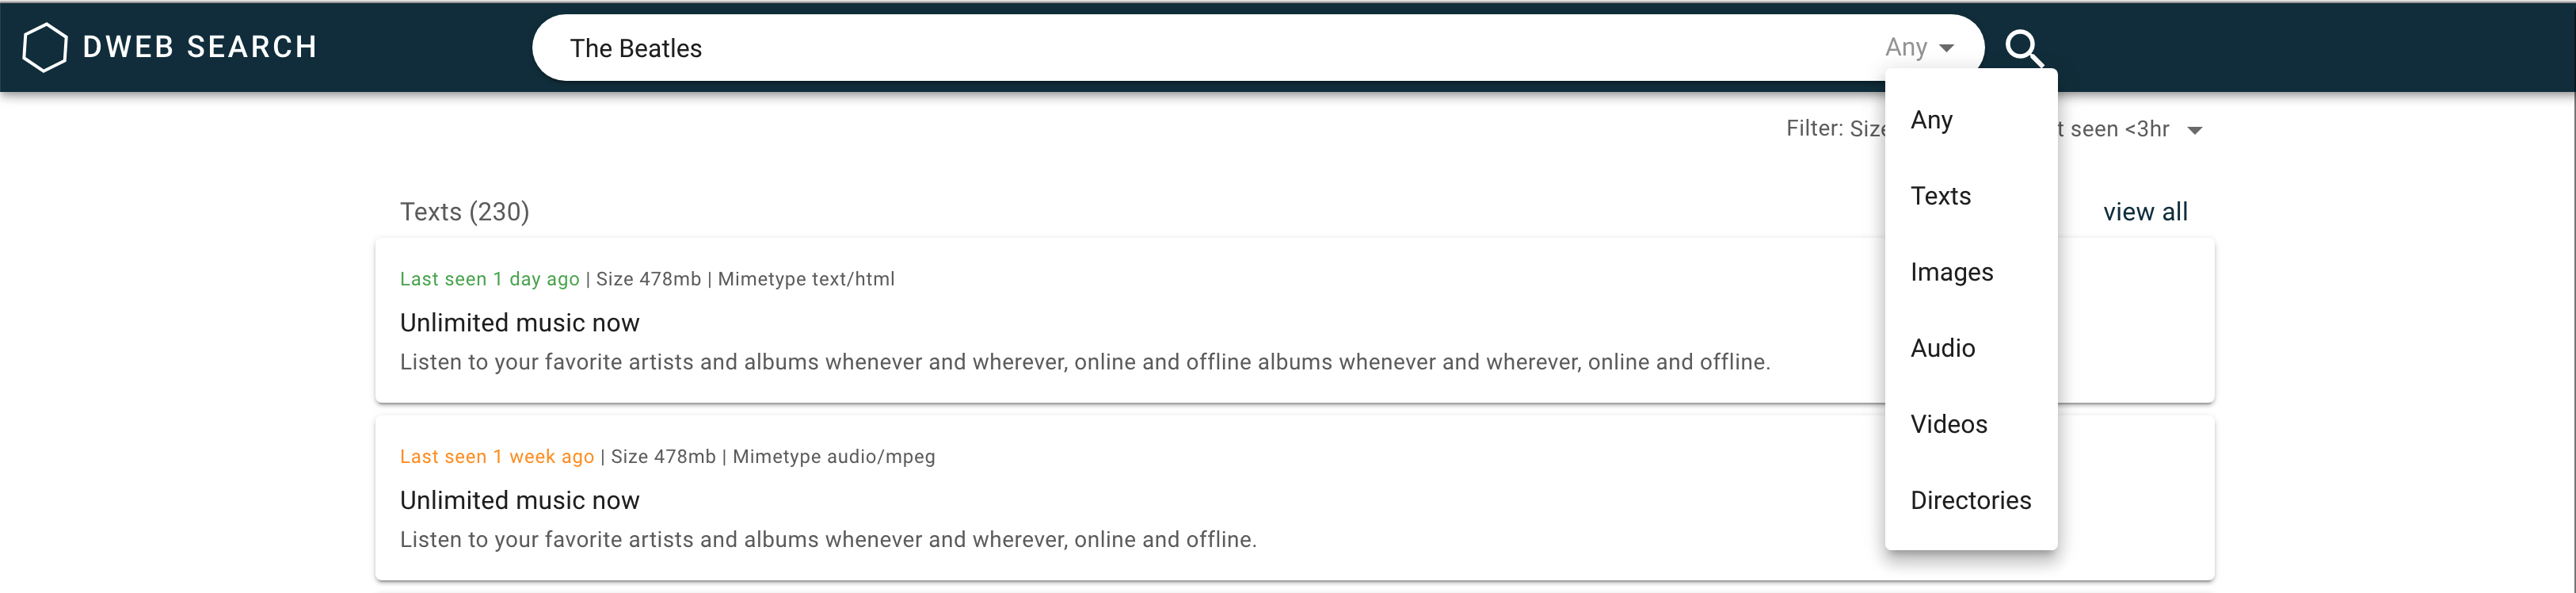 DWEB SEARCH
The Beatles
Any
Any
Texts
Images
Audio
Videos
Directories
Filter: Size
seen <3hr
Texts (230)
view all
Last seen 1 day ago | Size 478mb | Mimetype text/html
Unlimited music now
Listen to your favorite artists and albums whenever and wherever, online and offline albums whenever and wherever, online and offline.
Last seen 1 week ago | Size 478mb | Mimetype audio/mpeg
Unlimited music now
Listen to your favorite artists and albums whenever and wherever, online and offline.